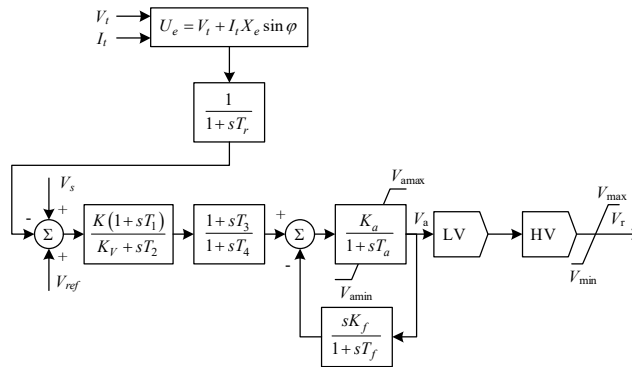 V_t
I_t
U_e = V_t + I_t X_e sin φ
1 / (1 + sT_r)
V_s
- +
Σ
+
V_ref
K(1 + sT_1) / (K_V + sT_2)
(1 + sT_3) / (1 + sT_4)
+
Σ
-
V_amax
K_a / (1 + sT_a)
V_amin
V_a
LV
HV
V_max
V_r
V_min
sK_f / (1 + sT_f)